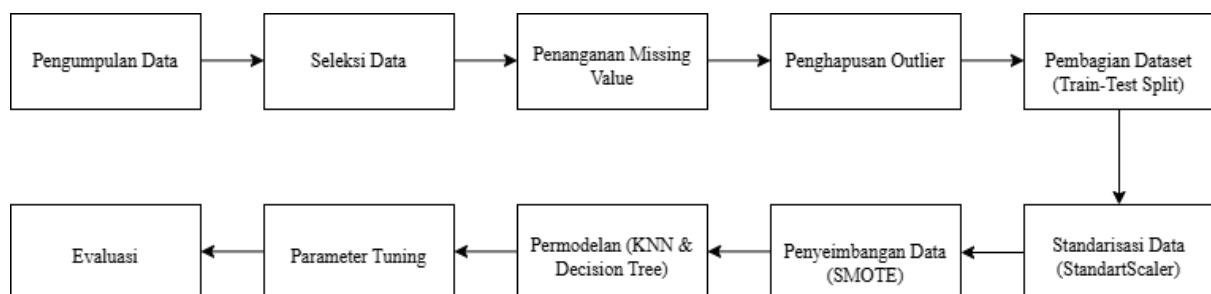 Pengumpulan Data
Seleksi Data
Penanganan Missing
Value
Penghapusan Outlier
Pembagian Dataset
(Train-Test Split)
Evaluasi
Parameter Tuning
Permodelan (KNN &
Decision Tree)
Penyeimbangan Data
(SMOTE)
Standarisasi Data
(StandartScaler)